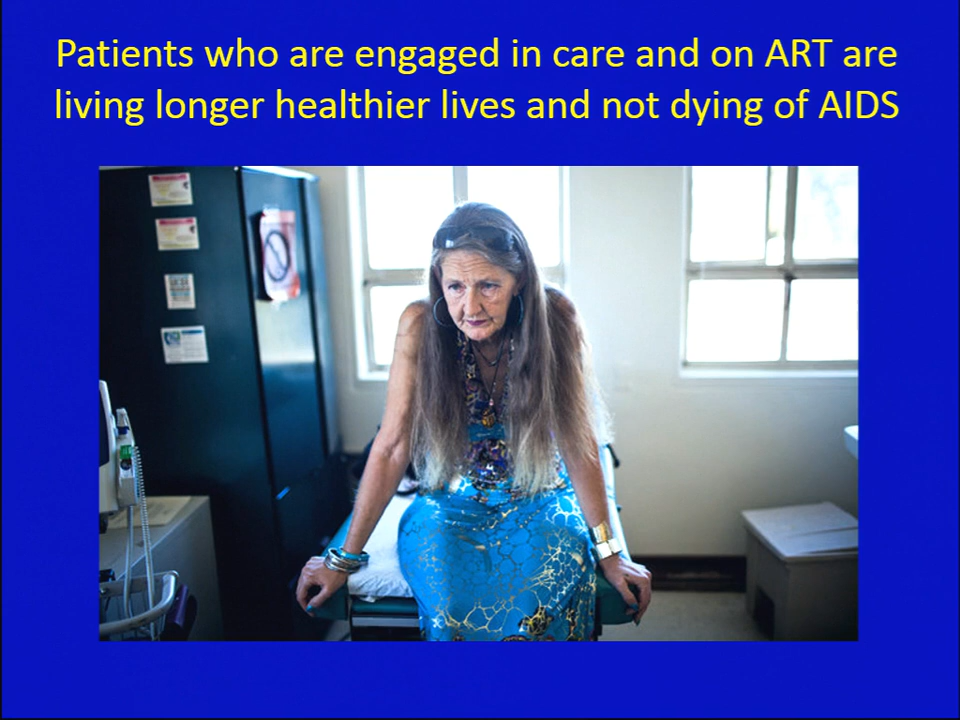 Patients who are engaged in care and on ART are
living longer healthier lives and not dying of AIDS